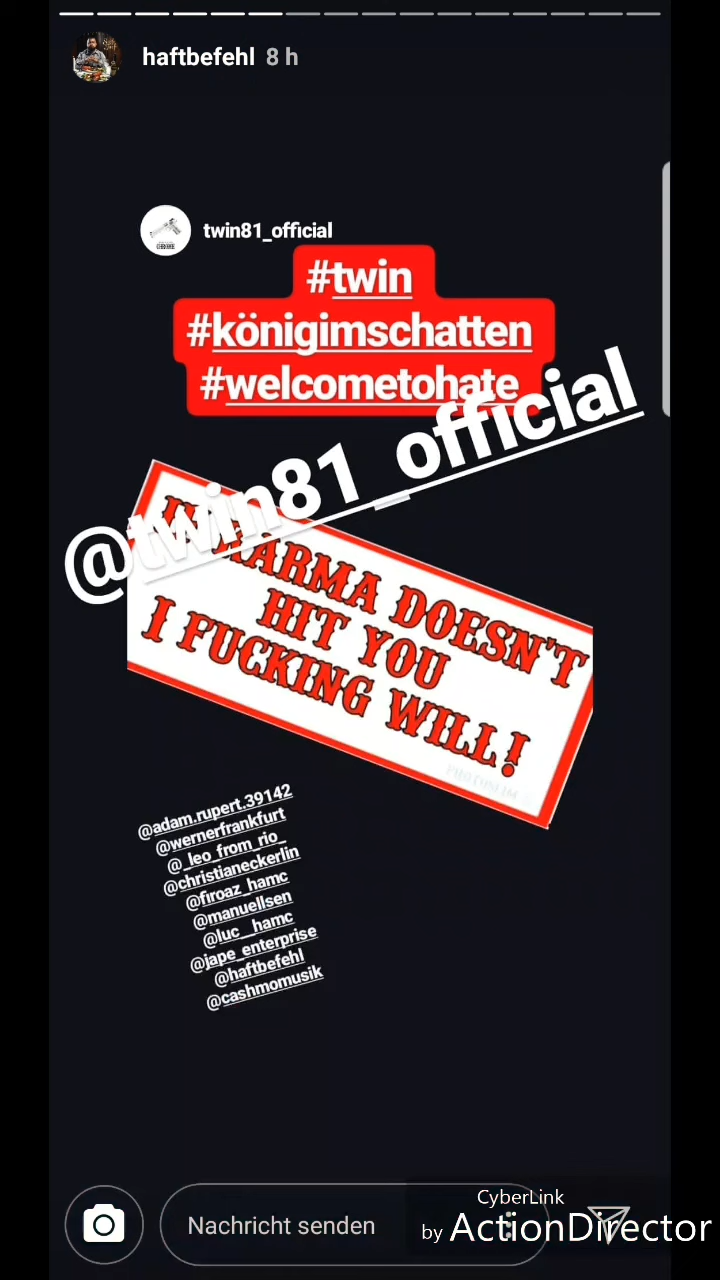 haftbefehl 8 h
twin81_official
#twin
#königimschatten
#welcometohate
@twin81_official
KARMA DOESN'T
HIT YOU
I FUCKING WILL!
@adam.rupert.39142
@wernerfrankfurt
@_leo_from_rio_
@christianeckerlin
@firoaz_hamc
@manuellsen
@luc__hamc
@jape_enterprise
@haftbefehl
@cashmomusik
Nachricht senden
CyberLink
by ActionDirector